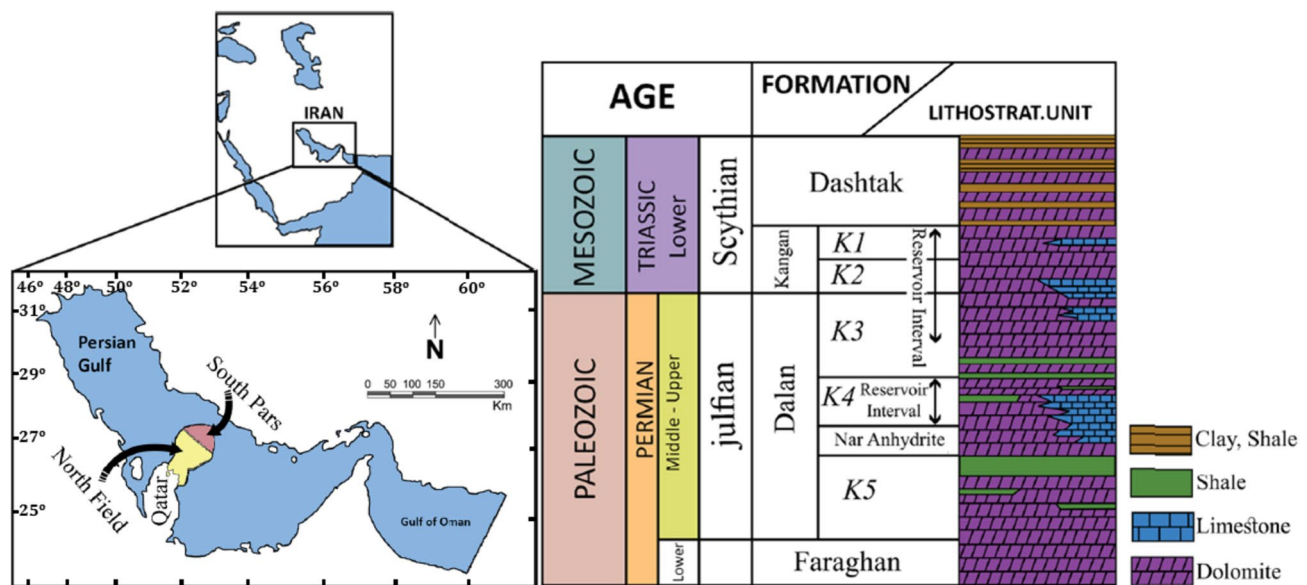 IRAN
46° 48° 50° 52° 54° 56° 58° 60°
31°
29°
27°
25°
Persian
Gulf
N
0 50 100 150 300
Km
South Pars
North Field
Qatar
Gulf of Oman
AGE
FORMATION
LITHOSTRAT.UNIT
MESOZOIC
TRIASSIC
Lower
Scythian
Dashtak
Kangan
K1
K2
Reservoir Interval
PALEOZOIC
PERMIAN
Middle - Upper
julfian
Dalan
K3
K4 Reservoir
Interval
Nar Anhydrite
K5
Lower
Faraghan
Clay, Shale
Shale
Limestone
Dolomite